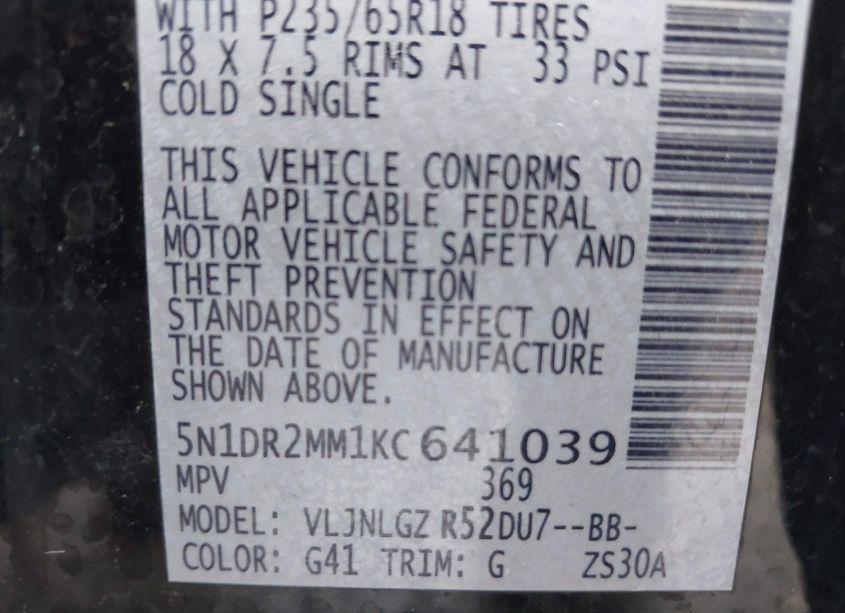 WITH P235/65R18 TIRES
18 X 7.5 RIMS AT 33 PSI
COLD SINGLE
THIS VEHICLE CONFORMS TO
ALL APPLICABLE FEDERAL
MOTOR VEHICLE SAFETY AND
THEFT PREVENTION
STANDARDS IN EFFECT ON
THE DATE OF MANUFACTURE
SHOWN ABOVE.
5N1DR2MM1KC641039
MPV 369
MODEL: VLJNLGZ R52DU7--BB-
COLOR: G41 TRIM: G ZS30A